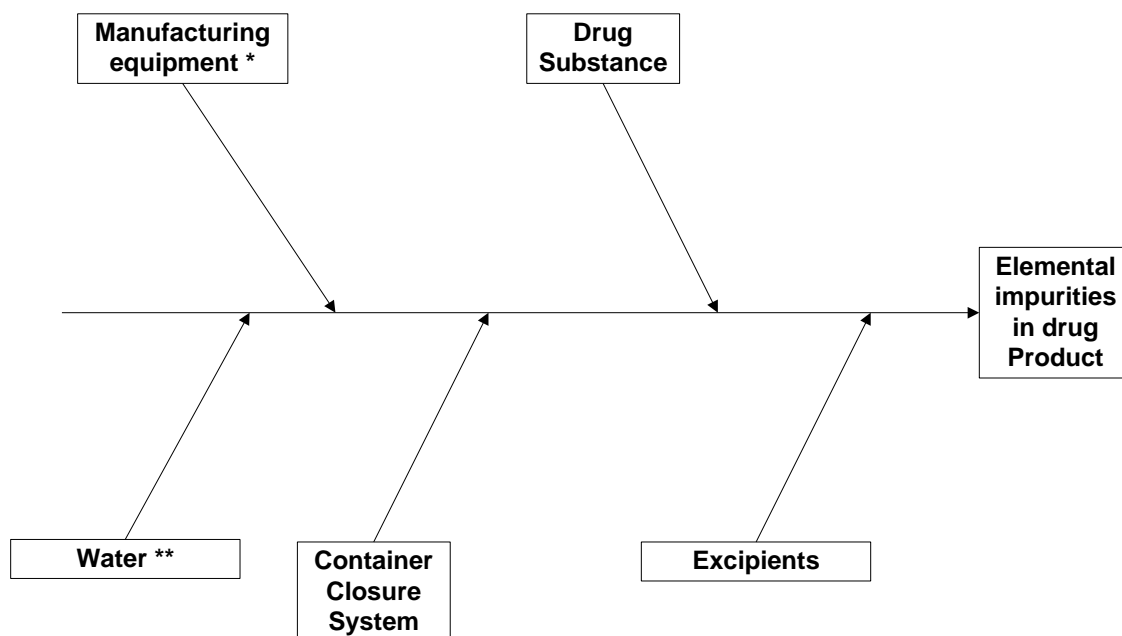 Manufacturing
equipment *
Drug
Substance
Elemental
impurities
in drug
Product
Water **
Container
Closure
System
Excipients